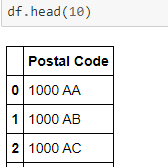 df.head(10)
Postal Code
0 1000 AA
1 1000 AB
2 1000 AC